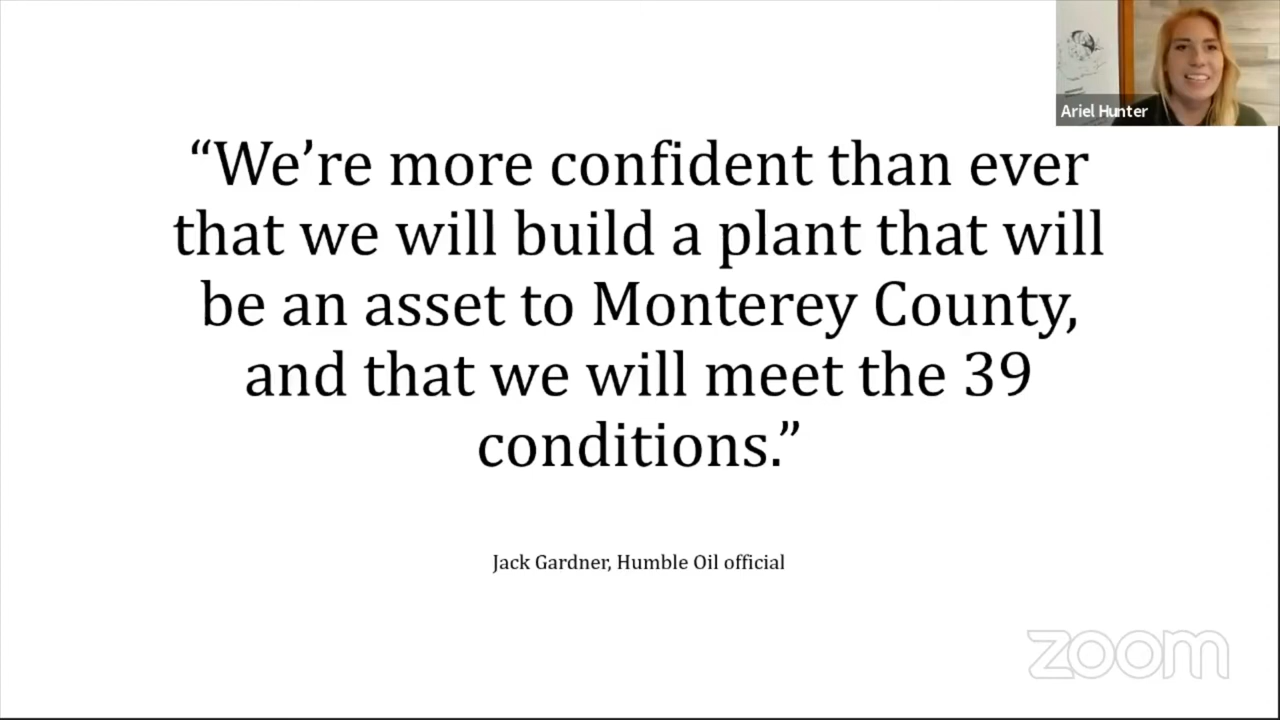 Ariel Hunter
“We’re more confident than ever
that we will build a plant that will
be an asset to Monterey County,
and that we will meet the 39
conditions.”
Jack Gardner, Humble Oil official
zoom